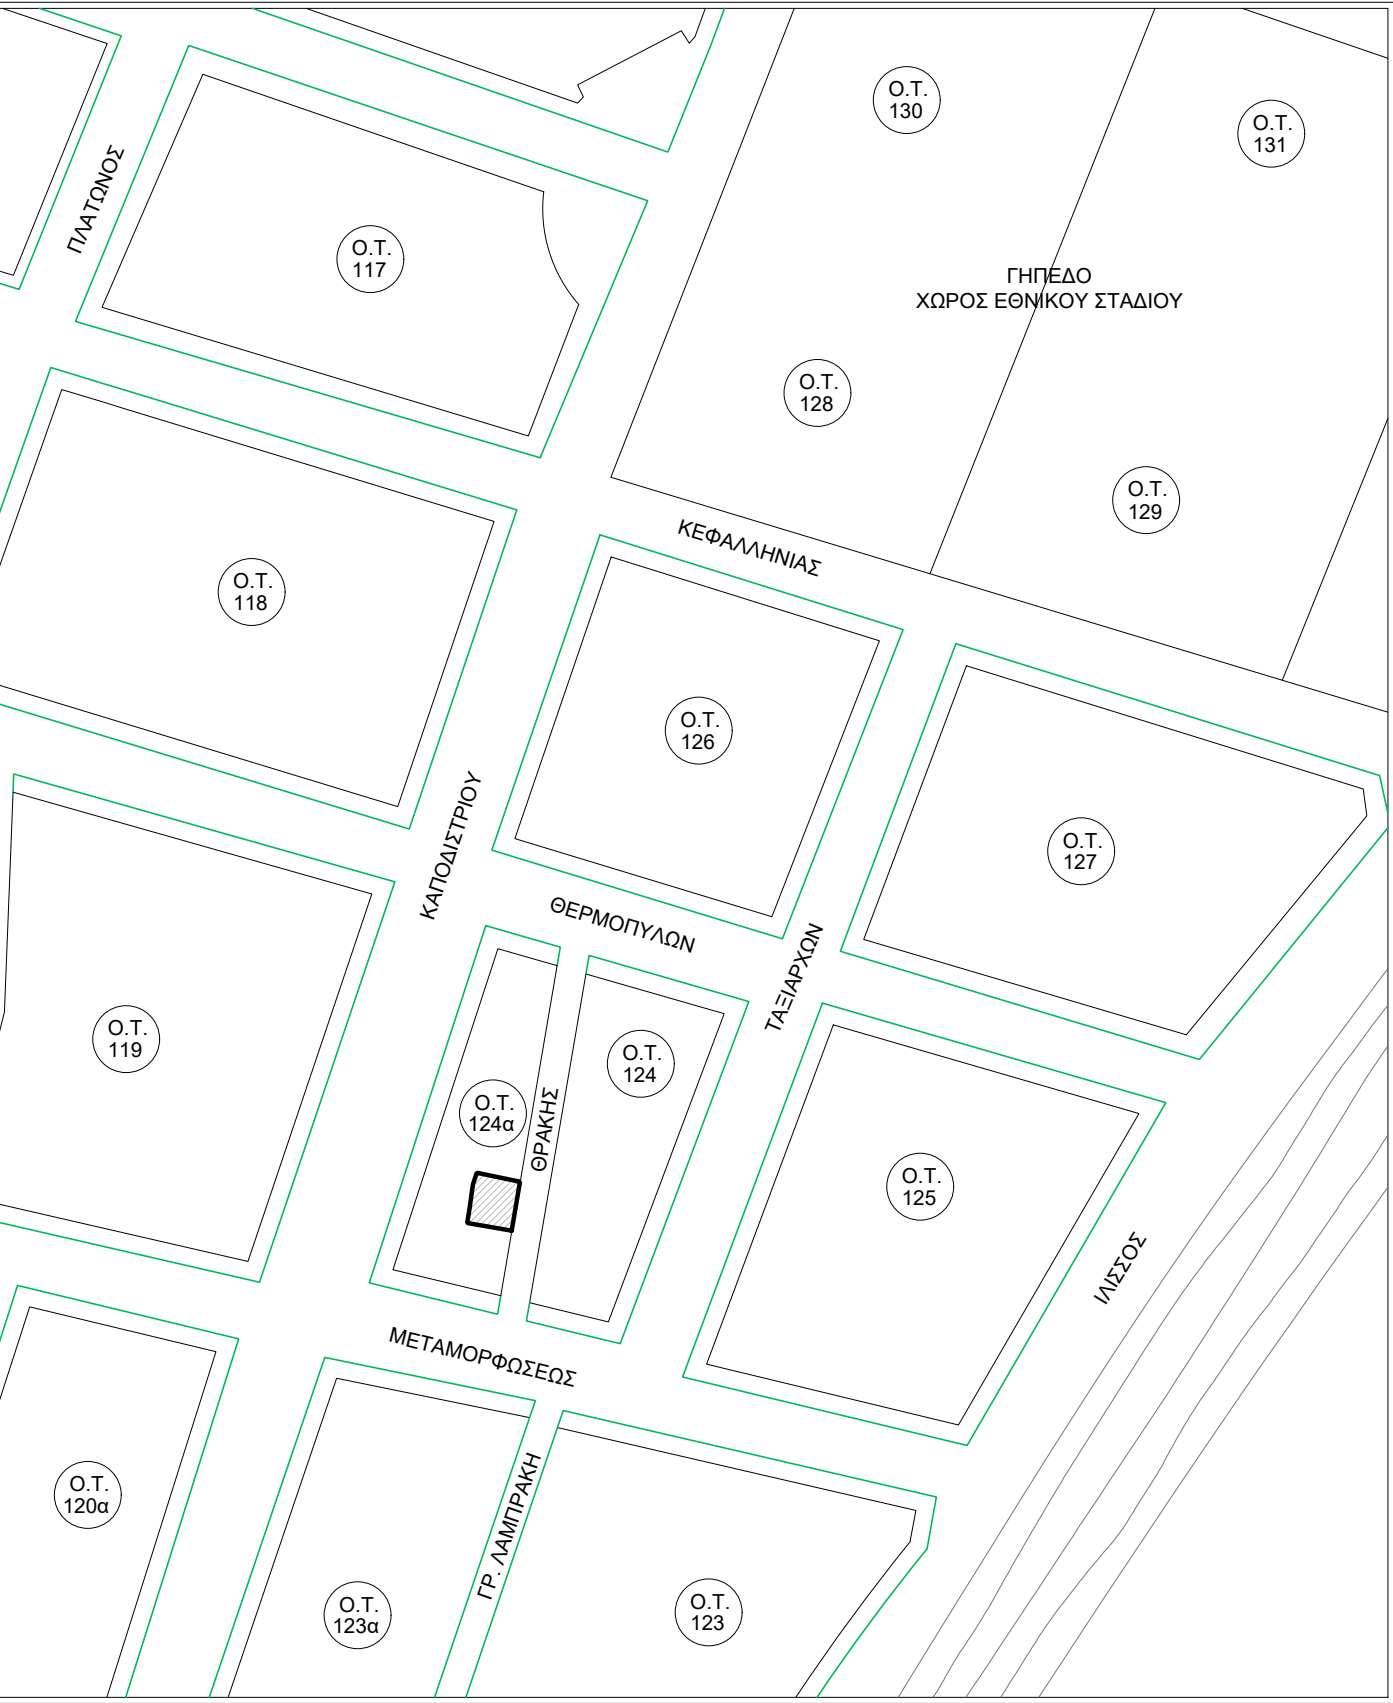 Ο.Τ.
130
Ο.Τ.
131
ΠΛΑΤΩΝΟΣ
Ο.Τ.
117
ΓΗΠΕΔΟ
ΧΩΡΟΣ ΕΘΝΙΚΟΥ ΣΤΑΔΙΟΥ
Ο.Τ.
128
Ο.Τ.
129
ΚΕΦΑΛΛΗΝΙΑΣ
Ο.Τ.
118
Ο.Τ.
126
ΚΑΠΟΔΙΣΤΡΙΟΥ
Ο.Τ.
127
ΘΕΡΜΟΠΥΛΩΝ
ΤΑΞΙΑΡΧΩΝ
Ο.Τ.
119
Ο.Τ.
124
Ο.Τ.
124α
ΘΡΑΚΗΣ
Ο.Τ.
125
ΙΛΙΣΣΟΣ
ΜΕΤΑΜΟΡΦΩΣΕΩΣ
Ο.Τ.
120α
ΓΡ. ΛΑΜΠΡΑΚΗ
Ο.Τ.
123α
Ο.Τ.
123